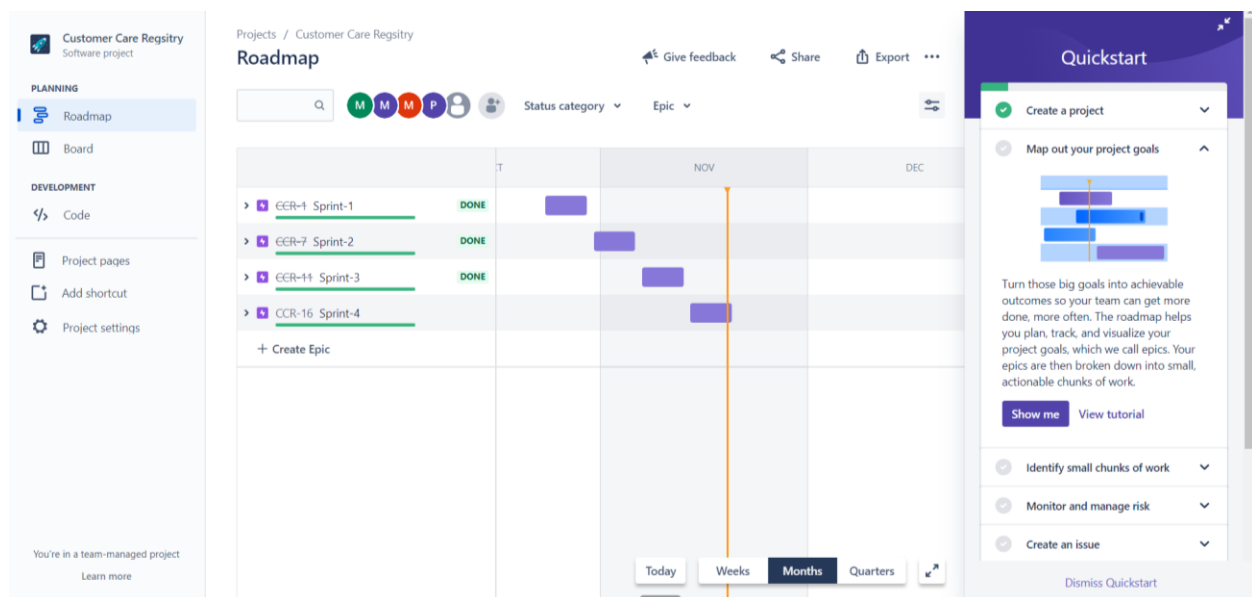 Customer Care Regsitry
Software project
PLANNING
Roadmap
Board
DEVELOPMENT
Code
Project pages
Add shortcut
Project settings
You're in a team-managed project
Learn more
Projects / Customer Care Regsitry
Roadmap
Give feedback
Share
Export
M M M P
Status category
Epic
T NOV DEC
CCR-1 Sprint-1 DONE
CCR-7 Sprint-2 DONE
CCR-11 Sprint-3 DONE
CCR-16 Sprint-4
+ Create Epic
Today Weeks Months Quarters
Quickstart
Create a project
Map out your project goals
Turn those big goals into achievable
outcomes so your team can get more
done, more often. The roadmap helps
you plan, track, and visualize your
project goals, which we call epics. Your
epics are then broken down into small,
actionable chunks of work.
Show me View tutorial
Identify small chunks of work
Monitor and manage risk
Create an issue
Dismiss Quickstart